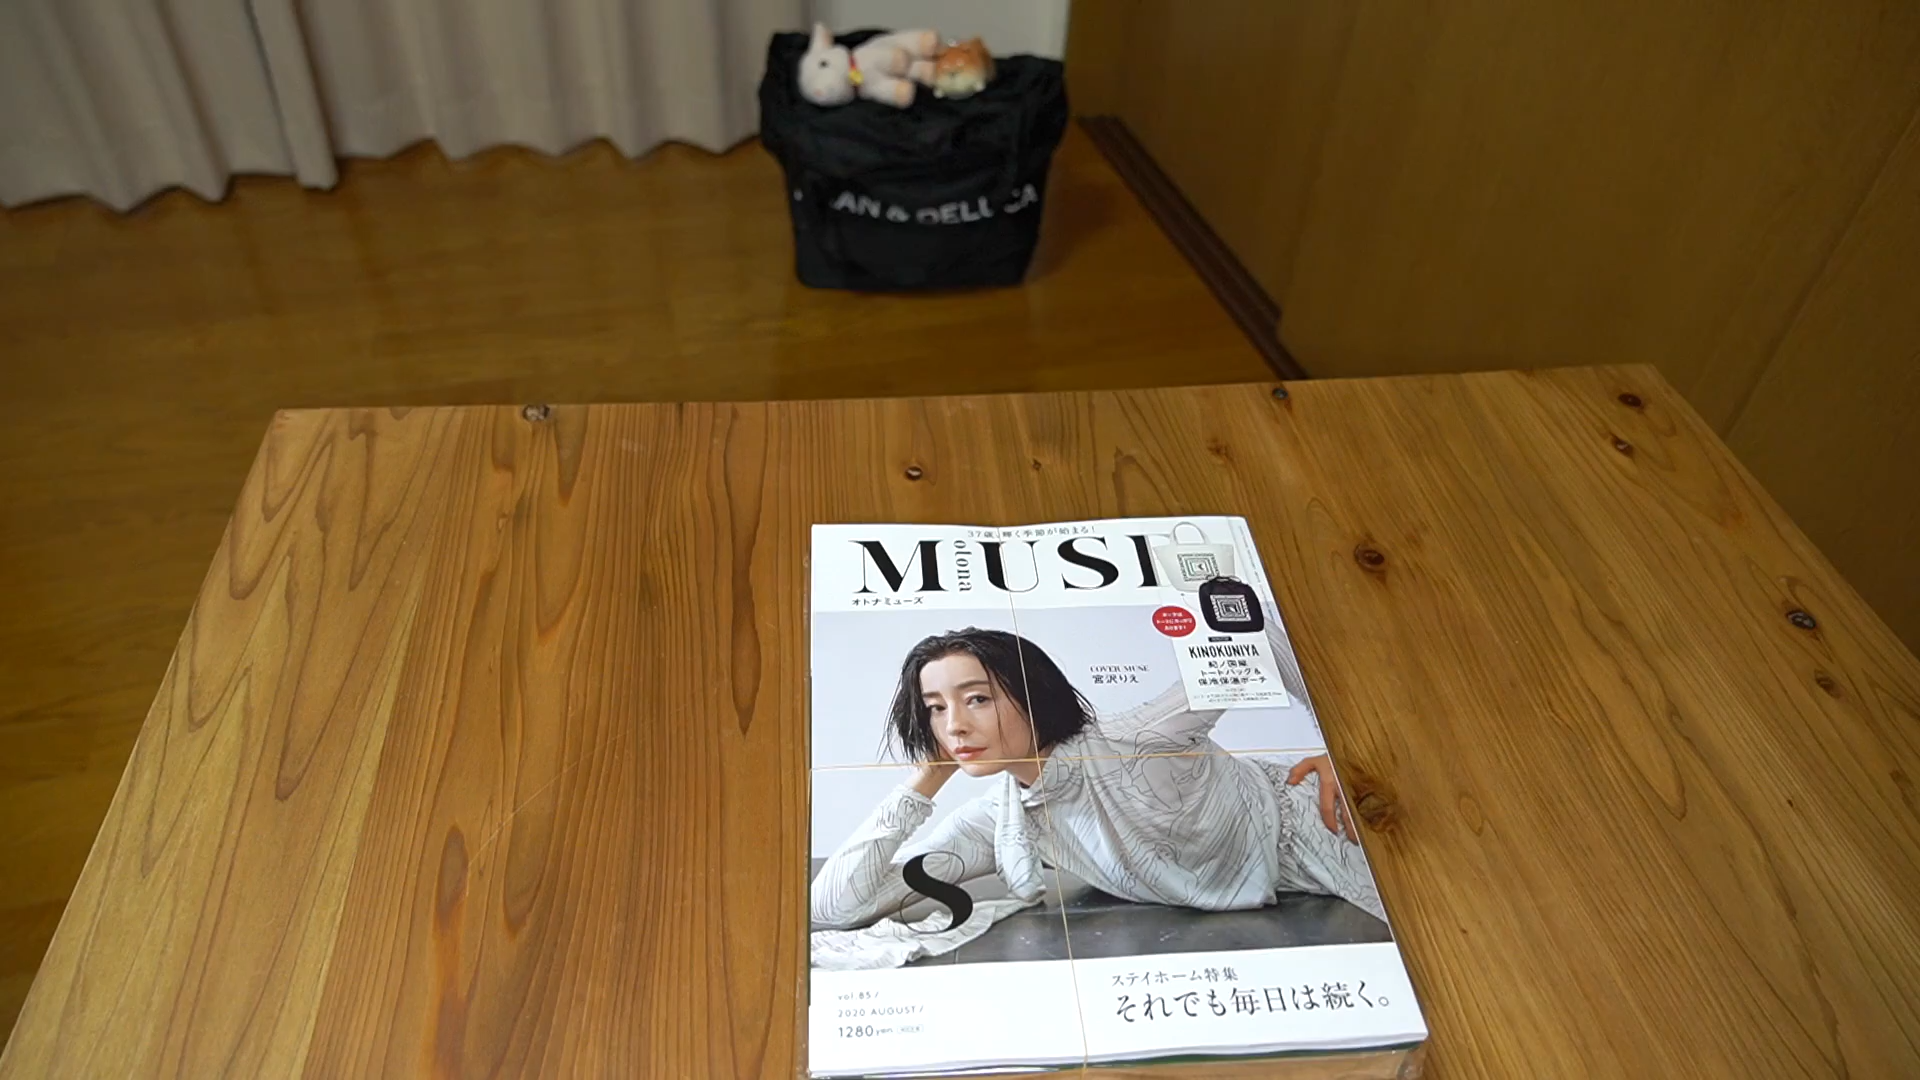 AN & DELUCA
37歳、輝く季節が始まる!
otona
MUSE
オトナミューズ
KINOKUNIYA
紀ノ国屋
トートバッグ&
保冷保温ポーチ
COVER MUSE
宮沢りえ
S
ステイホーム特集
それでも毎日は続く。
vol.85/
2020 AUGUST/
1280yen